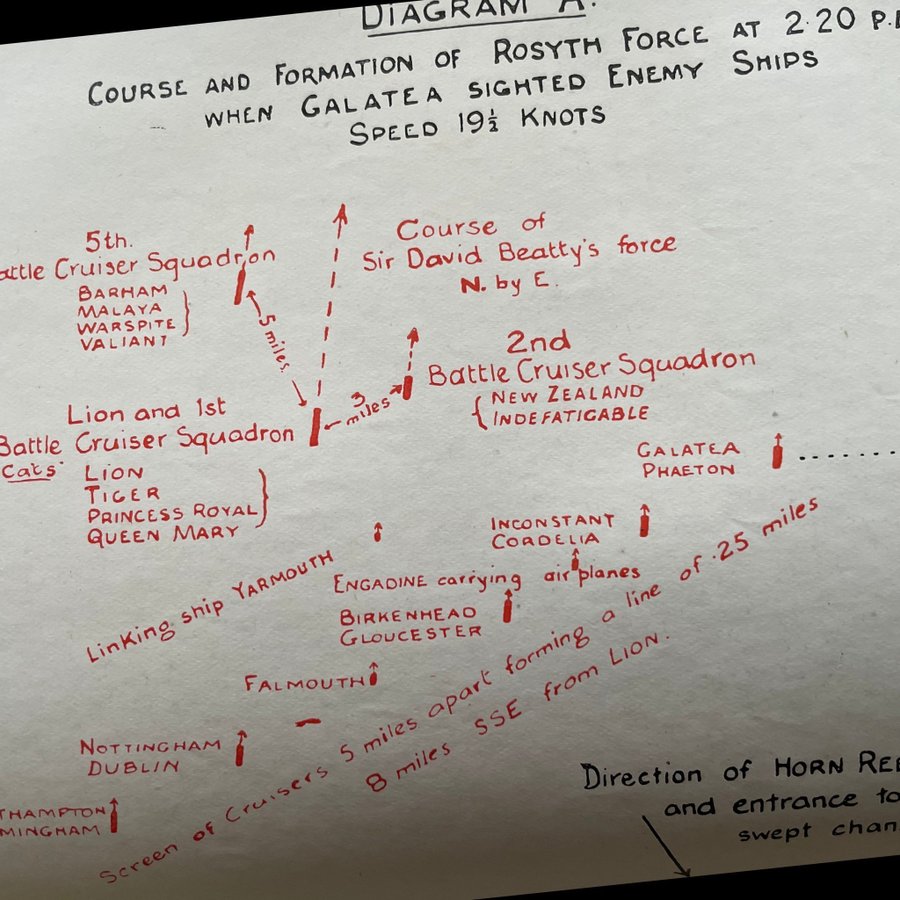 DIAGRAM A.
COURSE AND FORMATION OF ROSYTH FORCE AT 2·20 P.
WHEN GALATEA SIGHTED ENEMY SHIPS
SPEED 19½ KNOTS
5th.
attle Cruiser Squadron
BARHAM
MALAYA
WARSPITE
VALIANT
5 miles.
Course of
Sir David Beatty's force
N. by E.
2nd
Battle Cruiser Squadron
NEW ZEALAND
INDEFATIGABLE
3 miles
Lion and 1st
Battle Cruiser Squadron
Cats'
LION
TIGER
PRINCESS ROYAL
QUEEN MARY
GALATEA
PHAETON
INCONSTANT
CORDELIA
Linking ship YARMOUTH
ENGADINE carrying airplanes
BIRKENHEAD
GLOUCESTER
FALMOUTH
NOTTINGHAM
DUBLIN
THAMPTON
MINGHAM
Screen of Cruisers 5 miles apart forming a line of .25 miles
8 miles SSE from LION.
Direction of HORN REE
and entrance to
swept chan